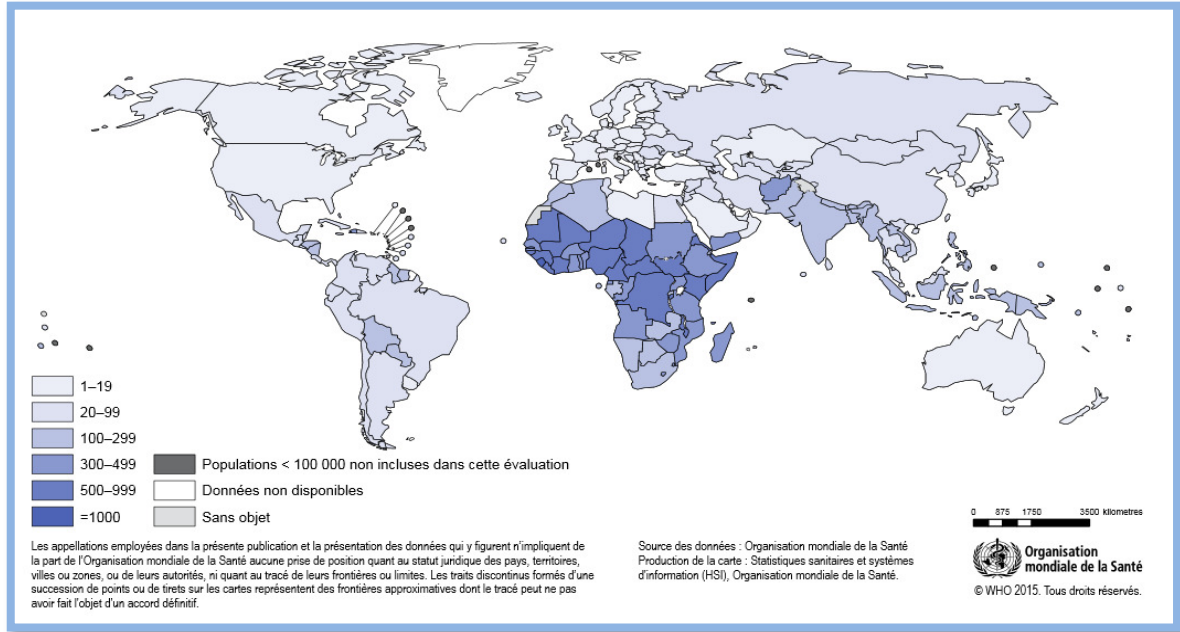 1–19
20–99
100–299
300–499
500–999
=1000
Populations < 100 000 non incluses dans cette évaluation
Données non disponibles
Sans objet
Les appellations employées dans la présente publication et la présentation des données qui y figurent n'impliquent de
la part de l'Organisation mondiale de la Santé aucune prise de position quant au statut juridique des pays, territoires,
villes ou zones, ou de leurs autorités, ni quant au tracé de leurs frontières ou limites. Les traits discontinus formés d'une
succession de points ou de tirets sur les cartes représentent des frontières approximatives dont le tracé peut ne pas
avoir fait l'objet d'un accord définitif.
Source des données : Organisation mondiale de la Santé
Production de la carte : Statistiques sanitaires et systèmes
d'information (HSI), Organisation mondiale de la Santé.
0 875 1750 3500 kilometres
Organisation
mondiale de la Santé
© WHO 2015. Tous droits réservés.